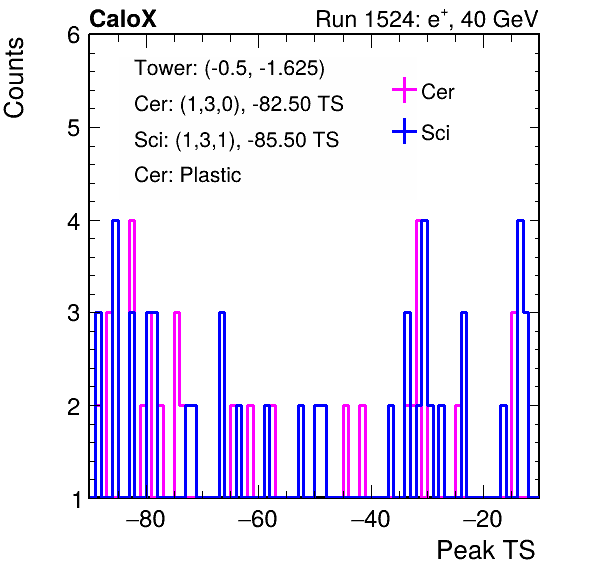 CaloX Run 1524: e⁺, 40 GeV
Counts
6
Tower: (-0.5, -1.625)
Cer: (1,3,0), -82.50 TS
Sci: (1,3,1), -85.50 TS
Cer: Plastic
Cer
Sci
5
4
3
2
1
−80 −60 −40 −20
Peak TS